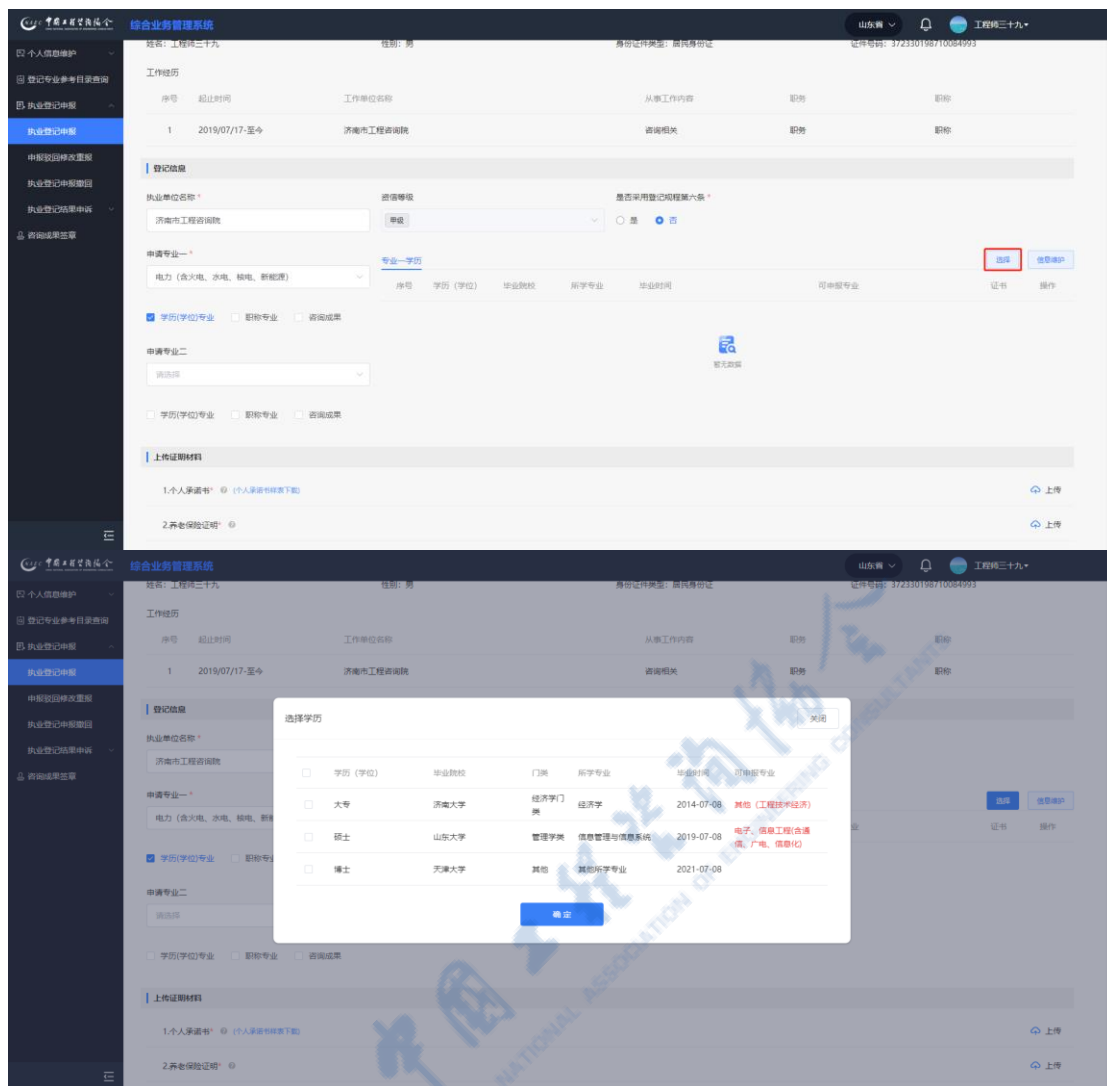 综合业务管理系统
山东省
工程师三十九
个人信息维护
登记专业参考目录查询
执业登记申报
执业登记申报
申报驳回修改重报
执业登记申报撤回
执业登记结果申诉
咨询成果签章
姓名:工程师三十九 性别:男 身份证件类型:居民身份证 证件号码:372330198710084993
工作经历
序号 起止时间 工作单位名称 从事工作内容 职务 职称
1 2019/07/17-至今 济南市工程咨询院 咨询相关 职务 职称
登记信息
执业单位名称* 资信等级 是否采用登记规程第六条*
济南市工程咨询院 甲级 是 否
申请专业一* 专业一学历 选择 信息维护
电力(含火电、水电、核电、新能源)
序号 学历(学位) 毕业院校 所学专业 毕业时间 可申报专业 证书 操作
学历(学位)专业 职称专业 咨询成果
暂无数据
申请专业二
请选择
学历(学位)专业 职称专业 咨询成果
上传证明材料
1.个人承诺书* (个人承诺书样表下载) 上传
2.养老保险证明* 上传
综合业务管理系统
山东省
工程师三十九
个人信息维护
登记专业参考目录查询
执业登记申报
执业登记申报
申报驳回修改重报
执业登记申报撤回
执业登记结果申诉
咨询成果签章
姓名:工程师三十九 性别:男 身份证件类型:居民身份证 证件号码:372330198710084993
工作经历
序号 起止时间 工作单位名称 从事工作内容 职务 职称
1 2019/07/17-至今 济南市工程咨询院 咨询相关 职务 职称
登记信息
执业单位名称*
济南市工程咨询院
申请专业一* 选择 信息维护
电力(含火电、水电、核电、新
证书 操作
学历(学位)专业 职称专
申请专业二
请选择
选择学历 关闭
学历(学位) 毕业院校 门类 所学专业 毕业时间 可申报专业
大专 济南大学 经济学门类 经济学 2014-07-08 其他(工程技术经济)
硕士 山东大学 管理学类 信息管理与信息系统 2019-07-08 电子、信息工程(含通信、广电、信息化)
博士 天津大学 其他 其他所学专业 2021-07-08
确定
学历(学位)专业 职称专业 咨询成果
上传证明材料
1.个人承诺书* (个人承诺书样表下载) 上传
2.养老保险证明* 上传
中国工程咨询协会
NATIONAL ASSOCIATION OF ENGINEERING CONSULTANTS